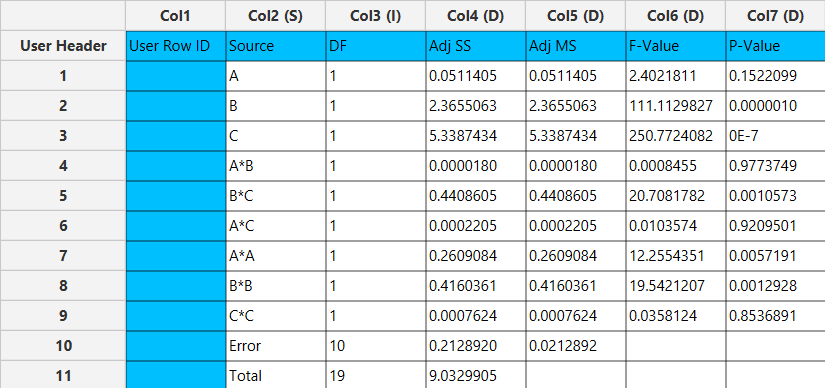 Col1 Col2 (S) Col3 (I) Col4 (D) Col5 (D) Col6 (D) Col7 (D)
User Header User Row ID Source DF Adj SS Adj MS F-Value P-Value
1 A 1 0.0511405 0.0511405 2.4021811 0.1522099
2 B 1 2.3655063 2.3655063 111.1129827 0.0000010
3 C 1 5.3387434 5.3387434 250.7724082 0E-7
4 A*B 1 0.0000180 0.0000180 0.0008455 0.9773749
5 B*C 1 0.4408605 0.4408605 20.7081782 0.0010573
6 A*C 1 0.0002205 0.0002205 0.0103574 0.9209501
7 A*A 1 0.2609084 0.2609084 12.2554351 0.0057191
8 B*B 1 0.4160361 0.4160361 19.5421207 0.0012928
9 C*C 1 0.0007624 0.0007624 0.0358124 0.8536891
10 Error 10 0.2128920 0.0212892
11 Total 19 9.0329905